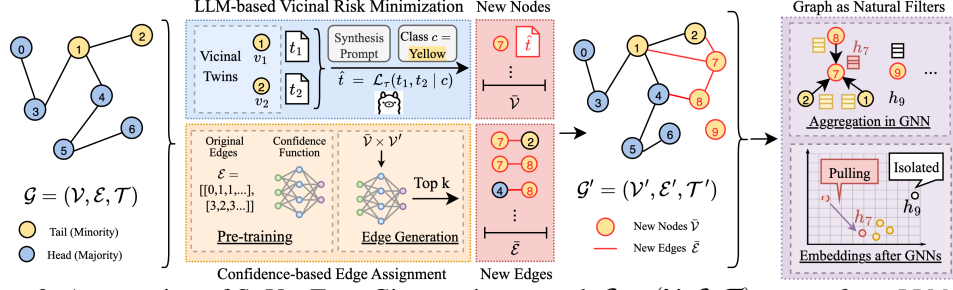 LLM-based Vicinal Risk Minimization
New Nodes
Graph as Natural Filters
0
1
2
3
4
5
6
𝒢 = (𝒱, ℰ, 𝒯)
Tail (Minority)
Head (Majority)
Vicinal
Twins
1
v₁
2
v₂
t₁
t₂
Synthesis
Prompt
Class c =
Yellow
t̂ = ℒτ(t₁, t₂ | c)
7
t̂
⋮
𝒱̄
Original
Edges
ℰ =
[[0,1,1,...],
[3,2,3...]]
Confidence
Function
Pre-training
𝒱̄ × 𝒱′
Edge Generation
Top k
7 2
7 8
4 8
⋮
ℰ̄
Confidence-based Edge Assignment
New Edges
0
1
2
3
4
5
6
7
8
9
𝒢′ = (𝒱′, ℰ′, 𝒯′)
New Nodes 𝒱̄
New Edges ℰ̄
8
h₇
7
9
...
2
1
h₉
Aggregation in GNN
Pulling
Isolated
h₇
h₉
Embeddings after GNNs